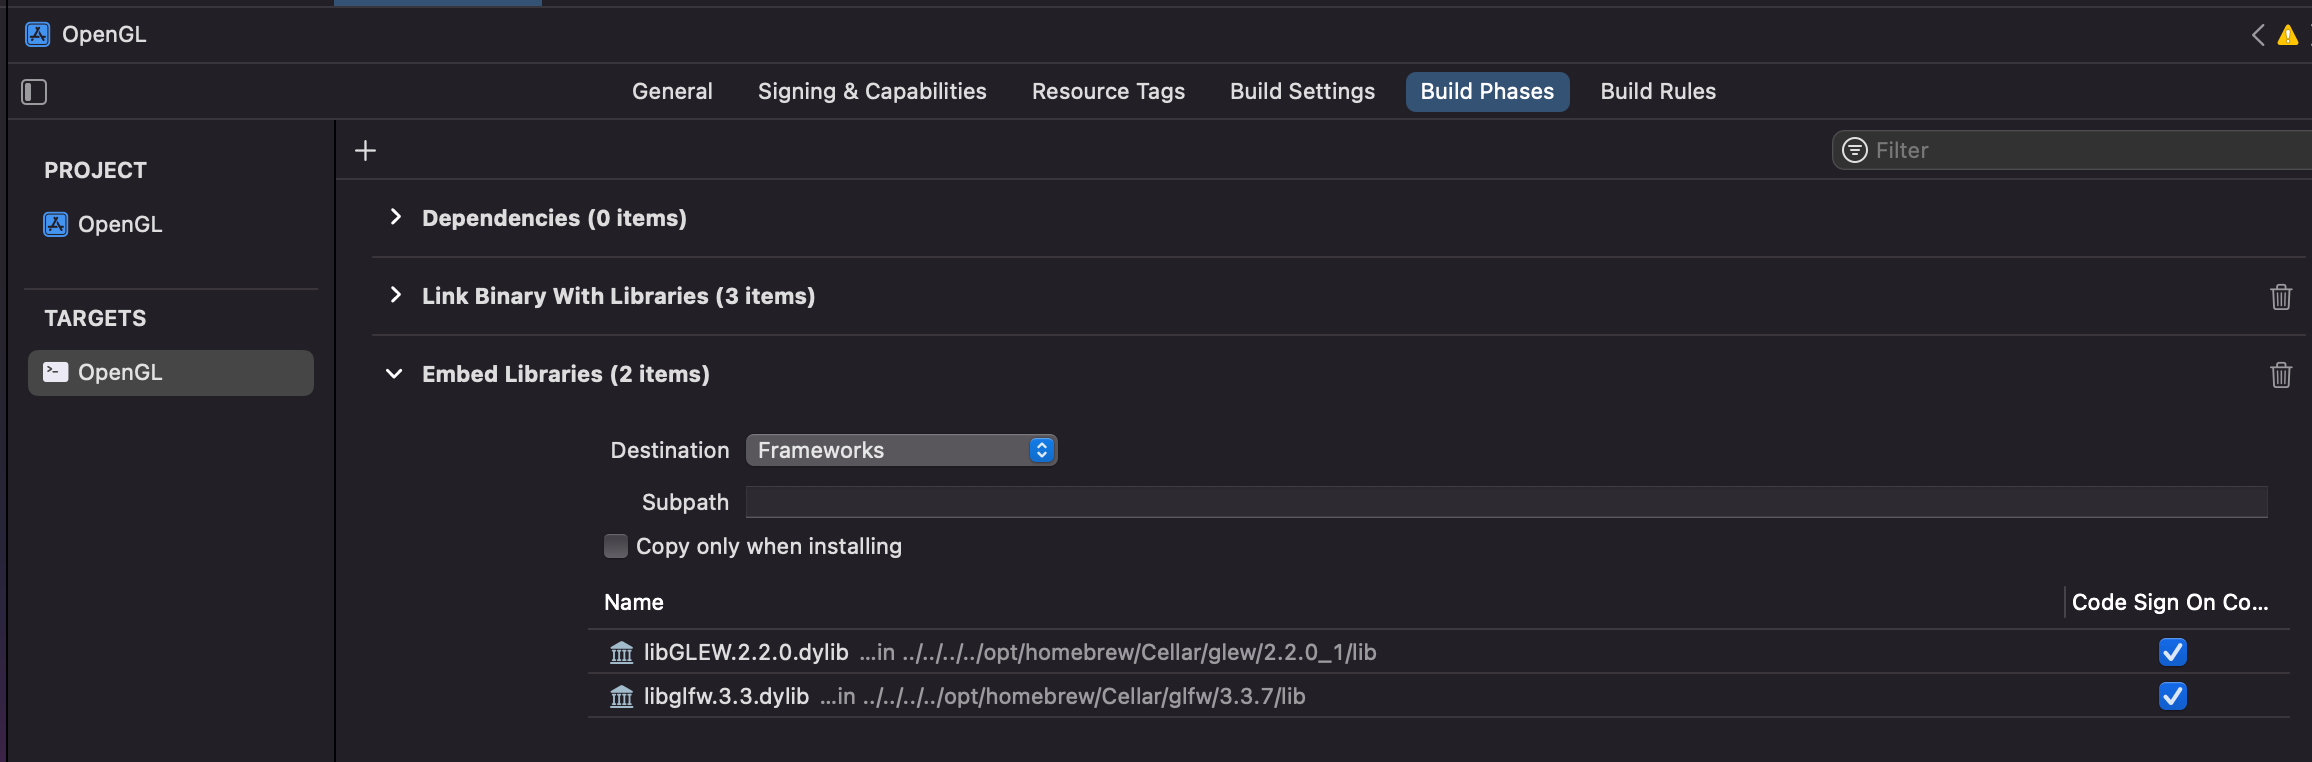 OpenGL
General Signing & Capabilities Resource Tags Build Settings Build Phases Build Rules
PROJECT
OpenGL
TARGETS
OpenGL
Filter
Dependencies (0 items)
Link Binary With Libraries (3 items)
Embed Libraries (2 items)
Destination Frameworks
Subpath
Copy only when installing
Name Code Sign On Co...
libGLEW.2.2.0.dylib ...in ../../../../opt/homebrew/Cellar/glew/2.2.0_1/lib
libglfw.3.3.dylib ...in ../../../../opt/homebrew/Cellar/glfw/3.3.7/lib